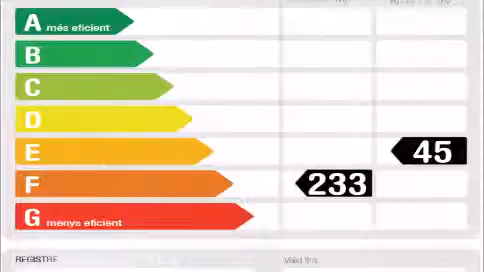 A més eficient
B
C
D
E 45
F 233
G menys eficient
REGISTRE